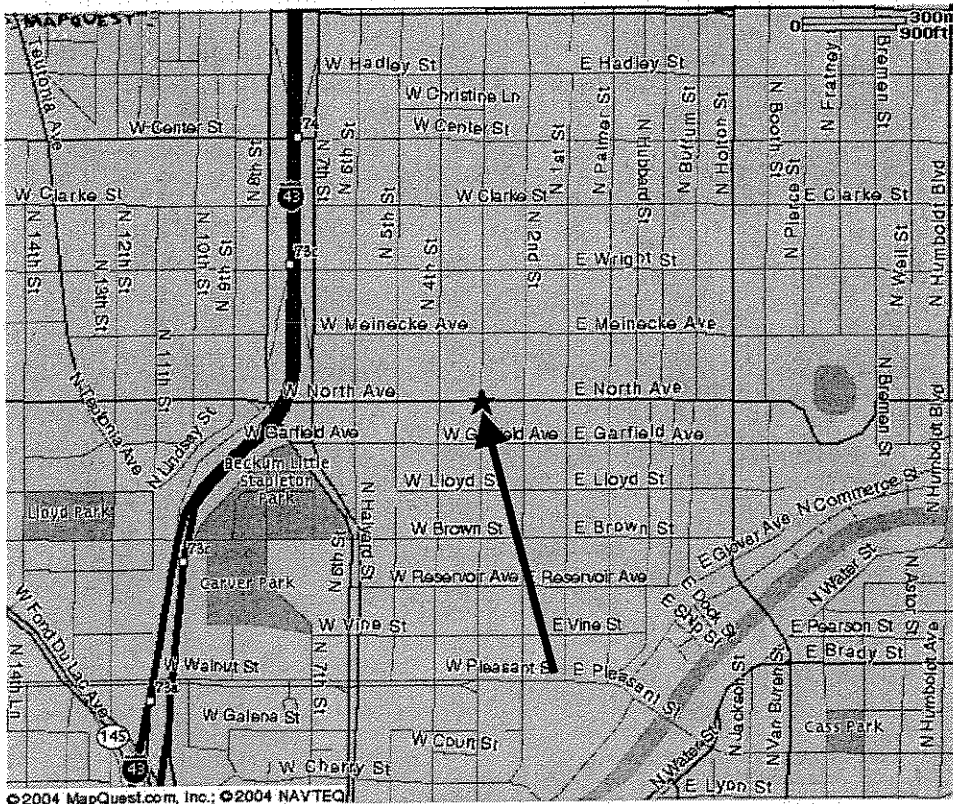 MAPQUEST
300m
0
900ft
Teutonia Ave
W Hadley St
E Hadley St
W Christine Ln
W Center St
W Center St
74
N 8th St
N 7th St
N 6th St
N 1st St
N Palmer St
N Hubbard St
N Buffum St
N Holton St
N Booth St
N Fratney
Bremen St
W Clarke St
43
W Clarke St
N Pierce St
E Clarke St
N 14th St
N 13th St
N 12th St
N 10th St
N 5th St
N 4th St
N 2nd St
E Wright St
N Weil St
N Humboldt Blvd
N 11th St
W Meinecke Ave
E Meinecke Ave
W North Ave
E North Ave
N Teutonia Ave
N Lindsay St
W Garfield Ave
E Garfield Ave
N Bremen St
N Humboldt Blvd
Beckum Little
Stapleton
Park
Lloyd Park
W Lloyd St
E Lloyd St
N Halyard St
W Brown St
E Brown St
E Glover Ave
N Commerce St
73c
Carver Park
N 6th St
W Reservoir Ave
Reservoir Ave
E Dock St
E Ship St
N Water St
N Astor St
W Fond Du Lac Ave
W Vine St
E Vine St
E Pearson St
W Walnut St
N 7th St
W Pleasant St
E Pleasant St
E Brady St
N 14th Ln
73a
W Galena St
N Jackson St
N Van Buren St
Cass Park
N Humboldt Ave
145
W Court St
N Water St
43
W Cherry St
E Lyon St
©2004 MapQuest.com, Inc.; ©2004 NAVTEQ